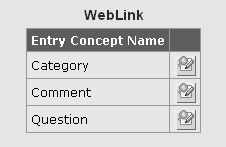 WebLink
Entry Concept Name
Category
Comment
Question